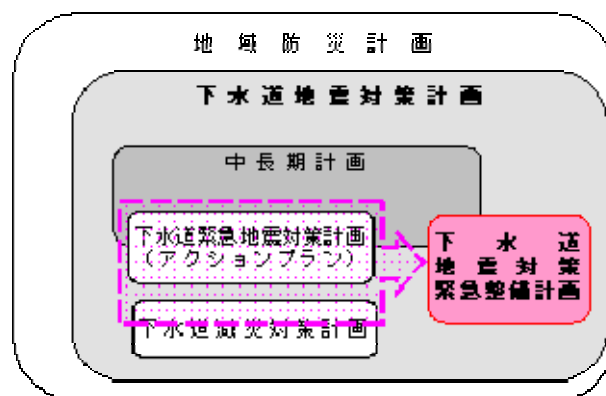 地域防災計画
下水道地震対策計画
中長期計画
下水道緊急地震対策計画
（アクションプラン）
下水道
地震対策
緊急整備計画
下水道減災対策計画